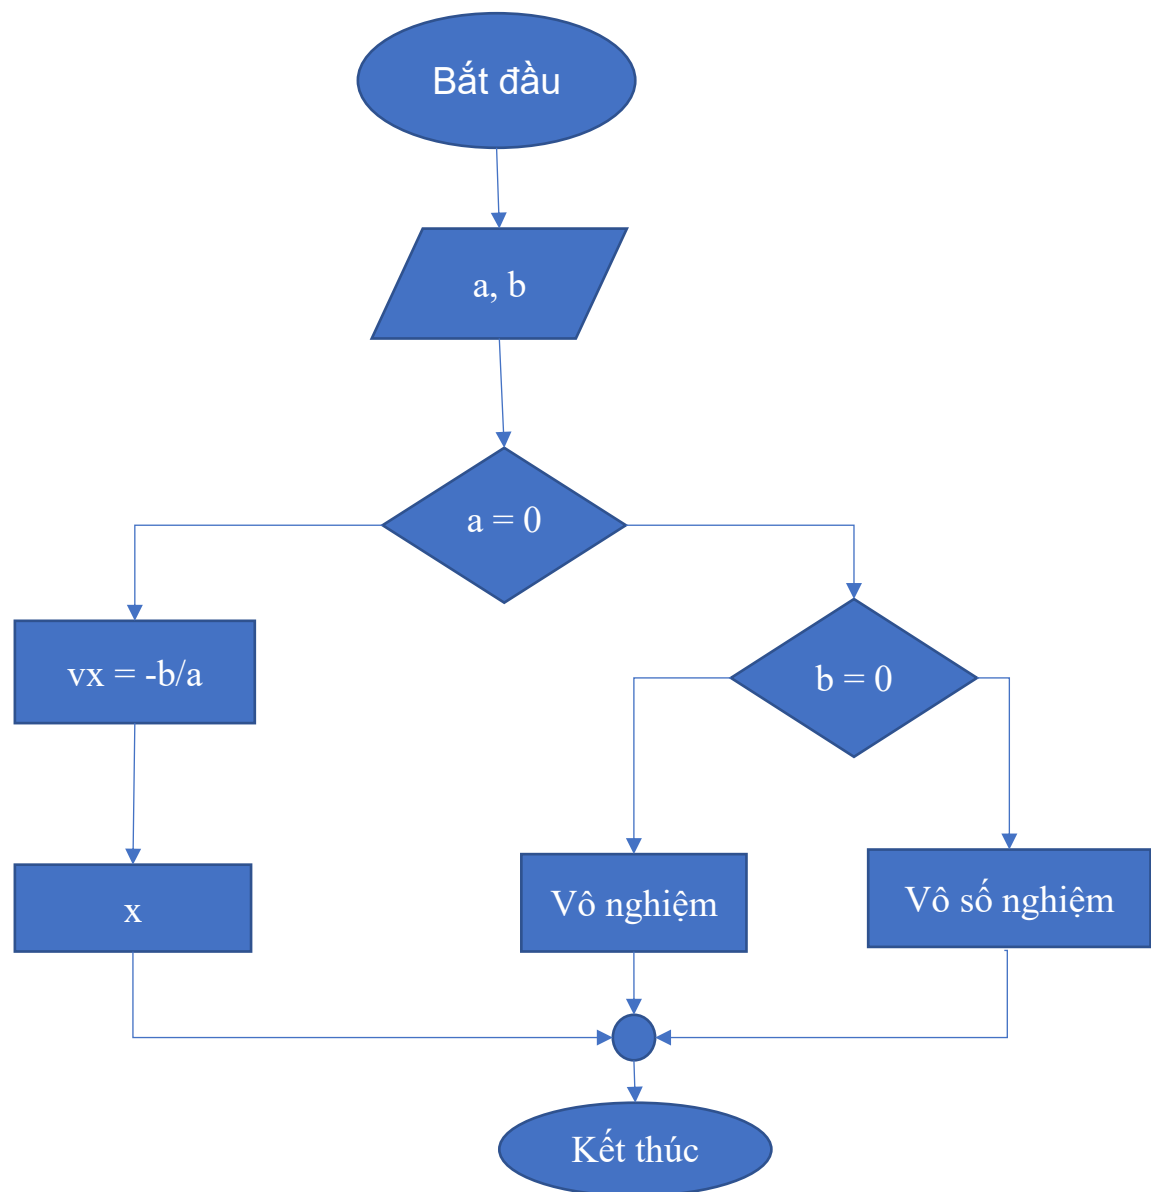 Bắt đầu
a, b
a = 0
vx = -b/a
b = 0
x
Vô nghiệm
Vô số nghiệm
Kết thúc